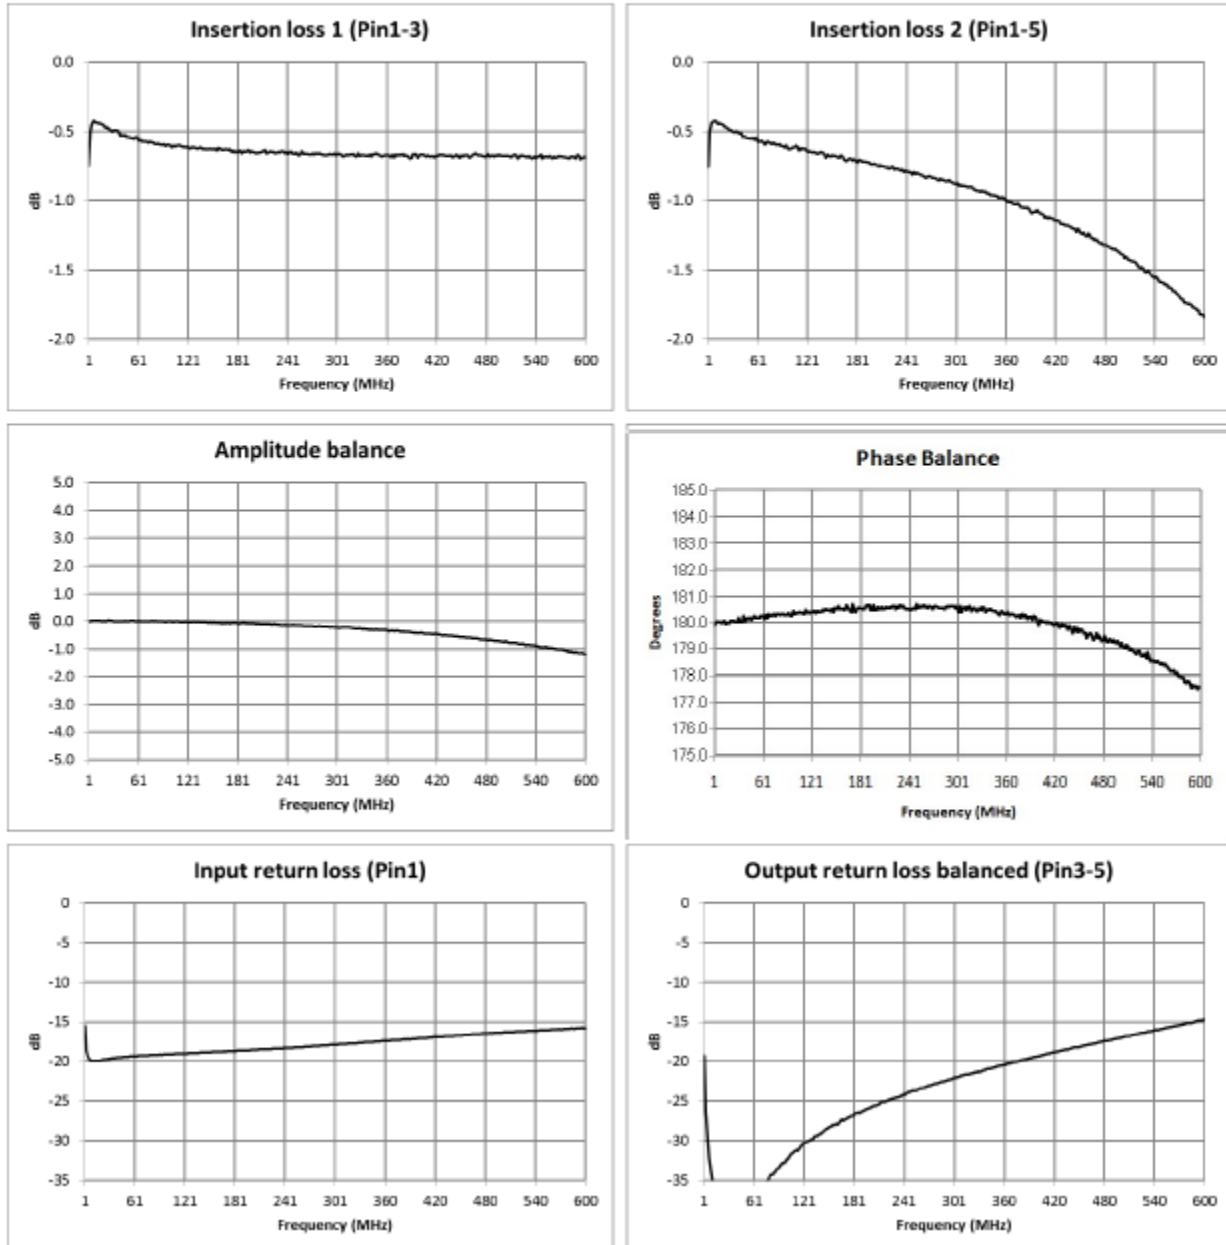 Insertion loss 1 (Pin1-3)
0.0
-0.5
-1.0
-1.5
-2.0
dB
1 61 121 181 241 301 360 420 480 540 600
Frequency (MHz)
Insertion loss 2 (Pin1-5)
0.0
-0.5
-1.0
-1.5
-2.0
dB
1 61 121 181 241 301 360 420 480 540 600
Frequency (MHz)
Amplitude balance
5.0
4.0
3.0
2.0
1.0
0.0
-1.0
-2.0
-3.0
-4.0
-5.0
dB
1 61 121 181 241 301 360 420 480 540 600
Frequency (MHz)
Phase Balance
185.0
184.0
183.0
182.0
181.0
180.0
179.0
178.0
177.0
176.0
175.0
Degrees
1 61 121 181 241 301 360 420 480 540 600
Frequency (MHz)
Input return loss (Pin1)
0
-5
-10
-15
-20
-25
-30
-35
dB
1 61 121 181 241 301 360 420 480 540 600
Frequency (MHz)
Output return loss balanced (Pin3-5)
0
-5
-10
-15
-20
-25
-30
-35
dB
1 61 121 181 241 301 360 420 480 540 600
Frequency (MHz)